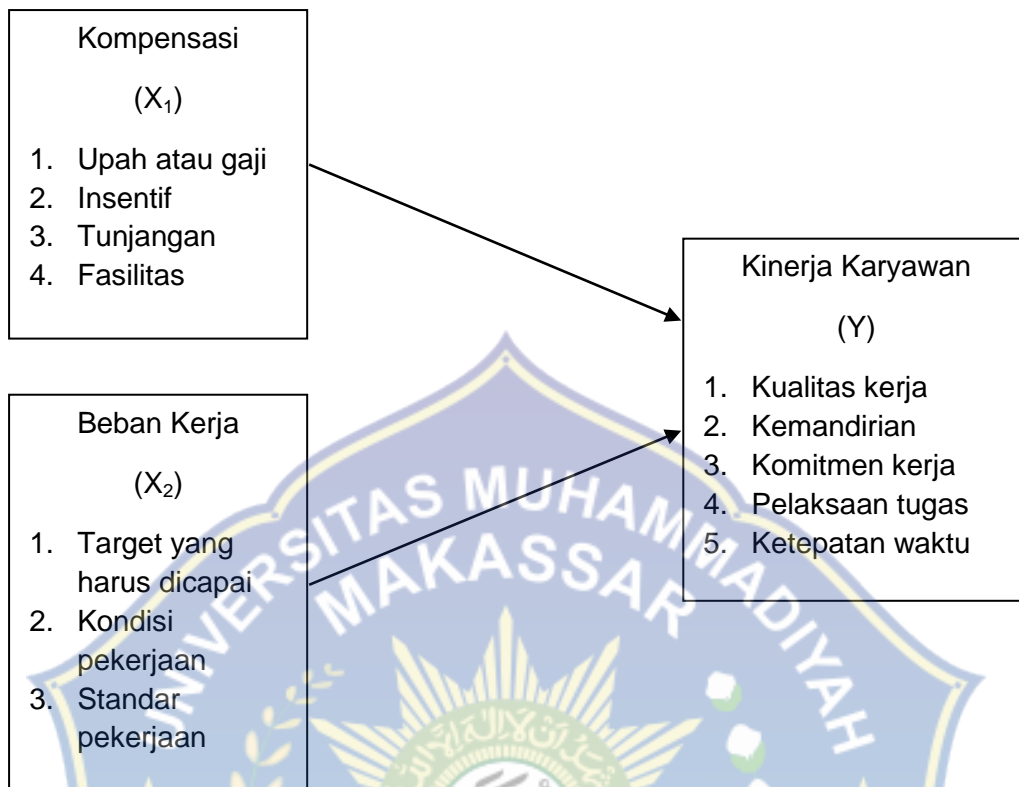 Kompensasi
(X₁)
1. Upah atau gaji
2. Insentif
3. Tunjangan
4. Fasilitas
Beban Kerja
(X₂)
1. Target yang
harus dicapai
2. Kondisi
pekerjaan
3. Standar
pekerjaan
Kinerja Karyawan
(Y)
1. Kualitas kerja
2. Kemandirian
3. Komitmen kerja
4. Pelaksaan tugas
5. Ketepatan waktu
UNIVERSITAS MUHAMMADIYAH
MAKASSAR